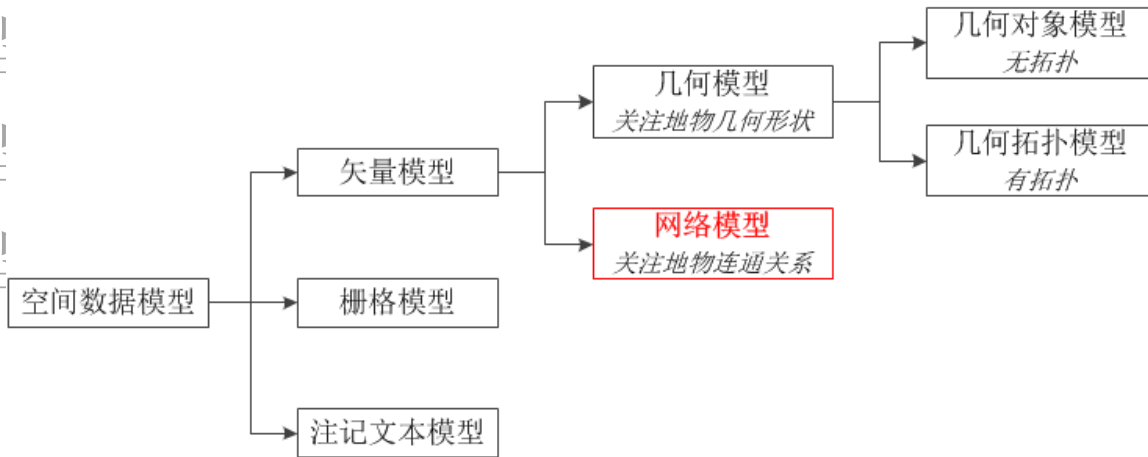 几何对象模型
无拓扑
几何模型
关注地物几何形状
几何拓扑模型
有拓扑
矢量模型
网络模型
关注地物连通关系
空间数据模型
栅格模型
注记文本模型